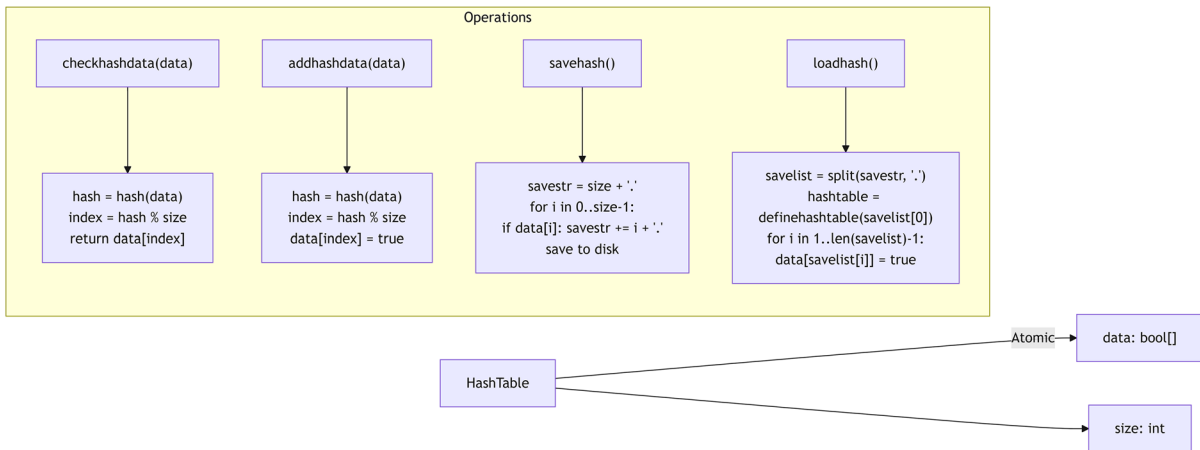 Operations
checkhashdata(data)
addhashdata(data)
savehash()
loadhash()
hash = hash(data)
index = hash % size
return data[index]
hash = hash(data)
index = hash % size
data[index] = true
savestr = size + '.'
for i in 0..size-1:
if data[i]: savestr += i + '.'
save to disk
savelist = split(savestr, '.')
hashtable =
definehashtable(savelist[0])
for i in 1..len(savelist)-1:
data[savelist[i]] = true
Atomic
data: bool[]
HashTable
size: int